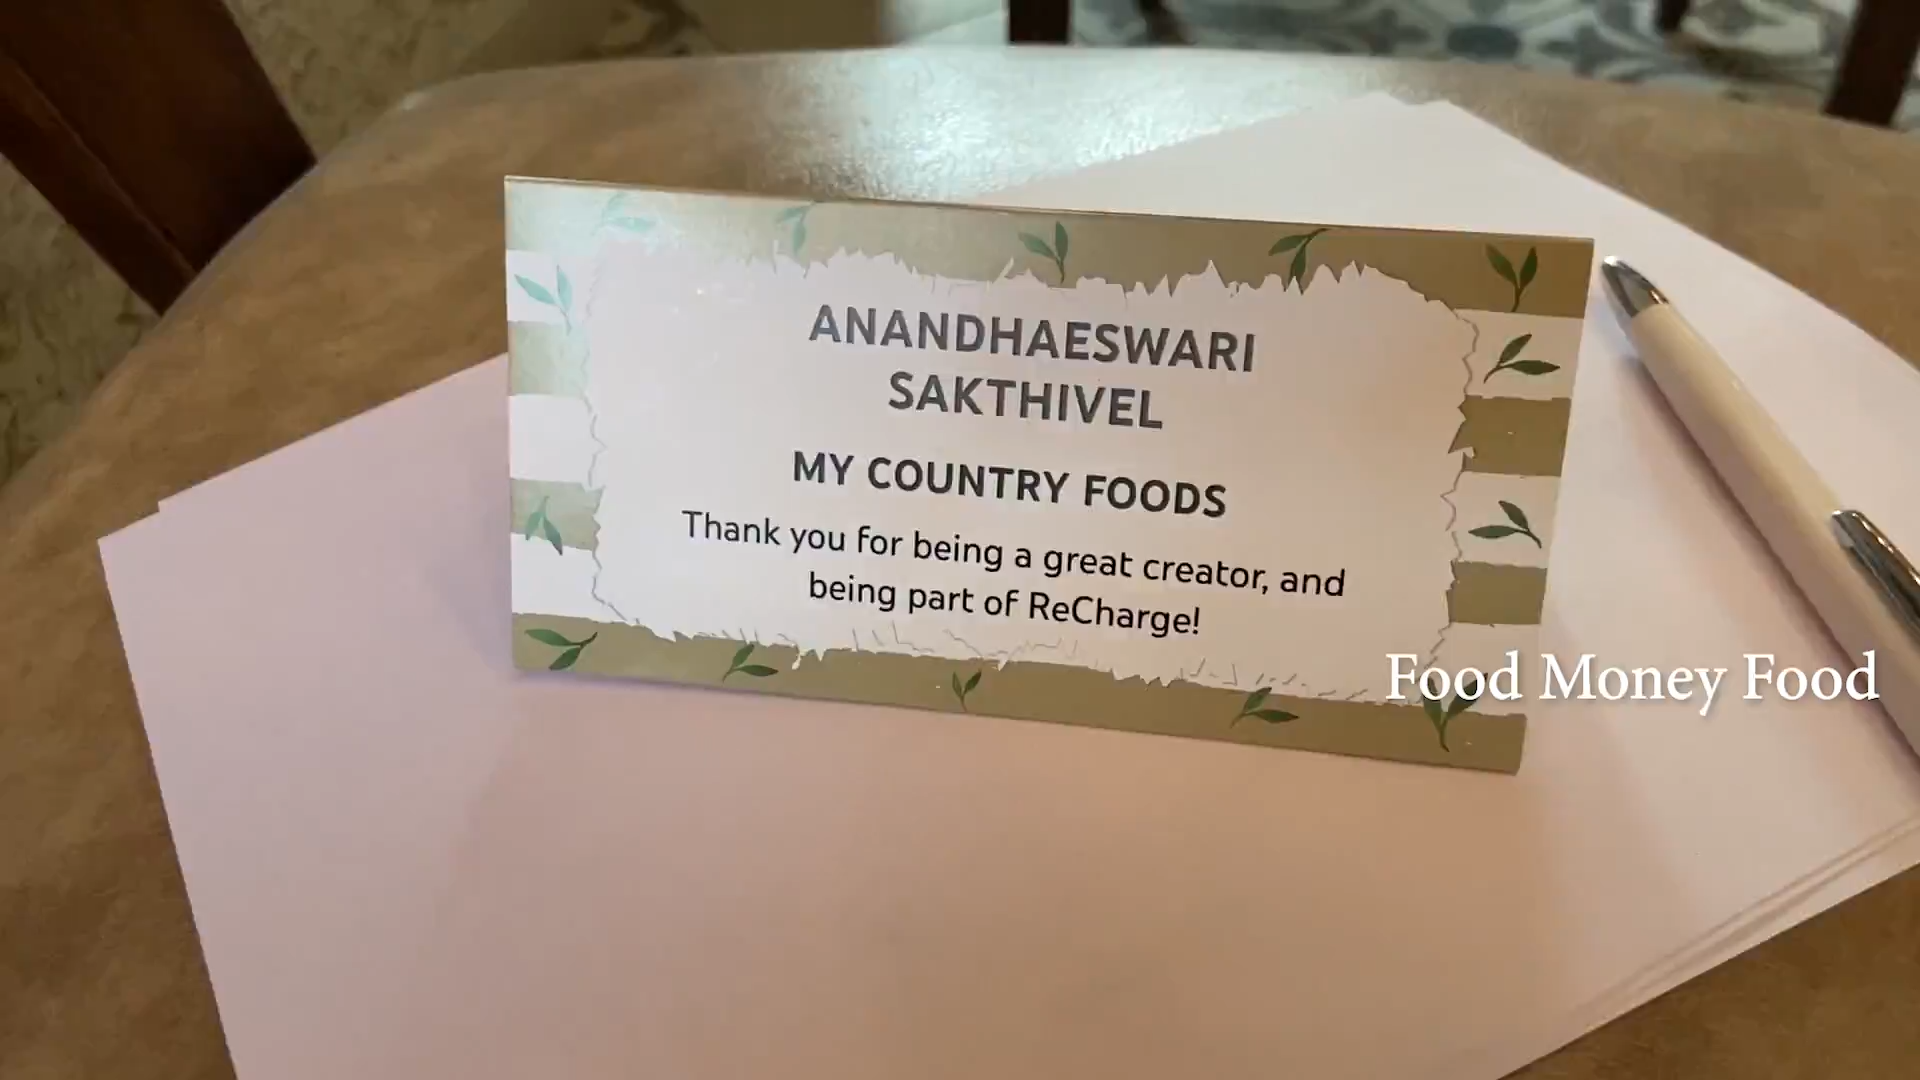 ANANDHAESWARI
SAKTHIVEL
MY COUNTRY FOODS
Thank you for being a great creator, and
being part of ReCharge!
Food Money Food